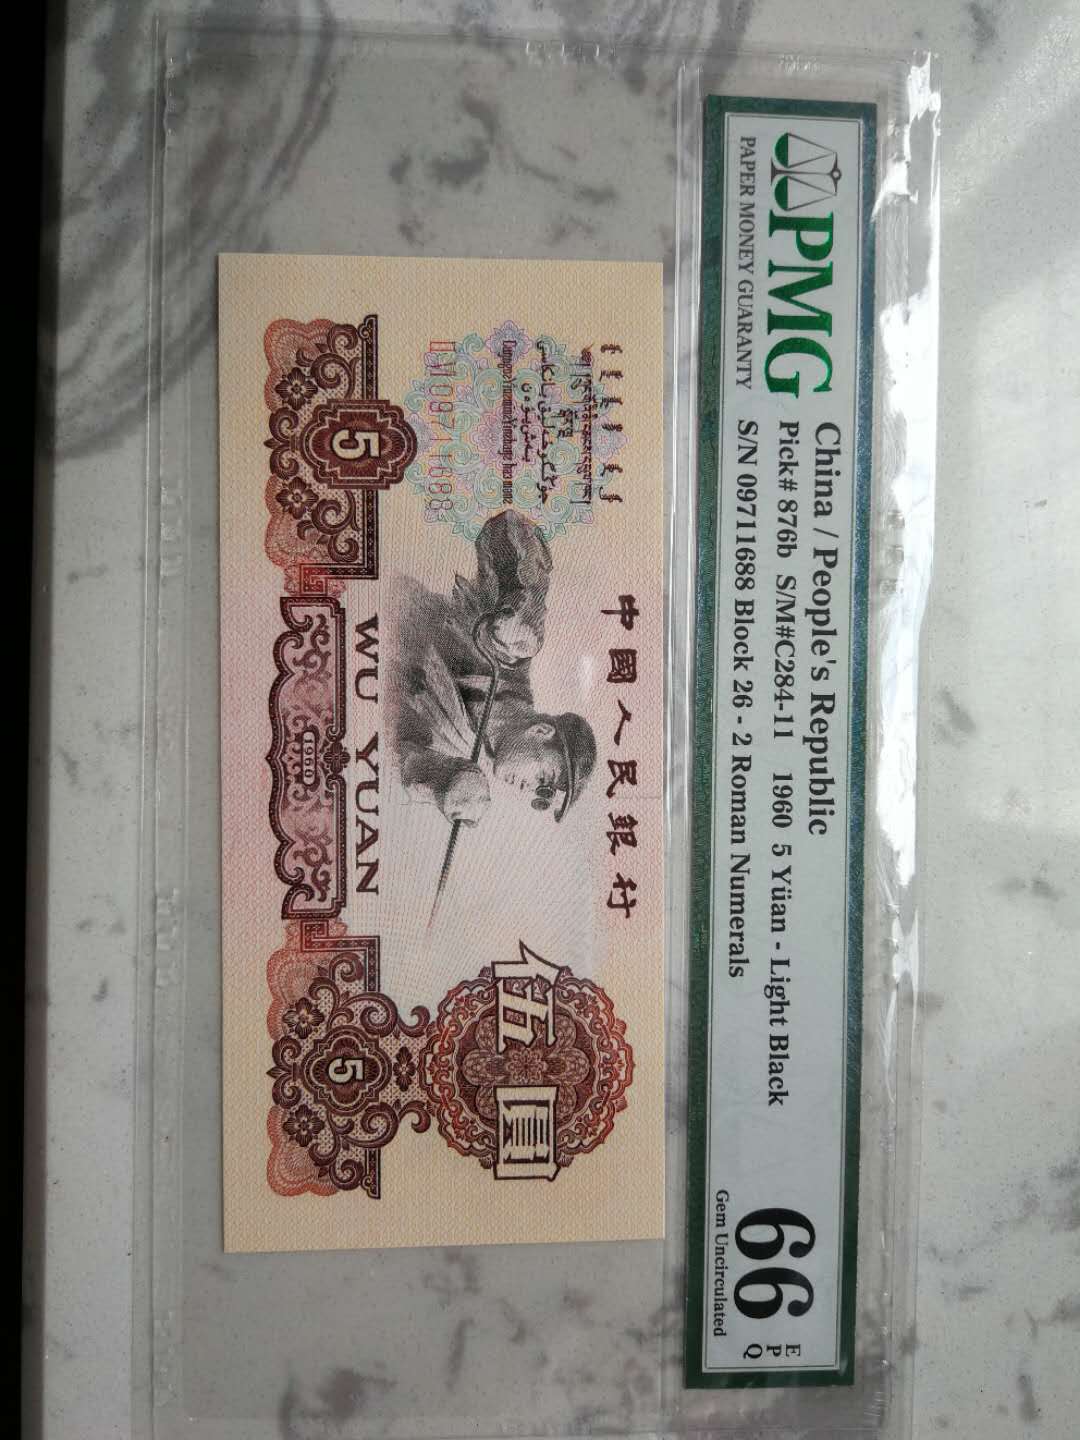 PMG
PAPER MONEY GUARANTY
China / People's Republic
Pick# 876b S/M#C284-11 1960 5 Yüan - Light Black
S/N 09711688 Block 26 - 2 Roman Numerals
66 EPQ
Gem Uncirculated
中國人民銀行
伍圓
09711688
WU YUAN
5
1960
5